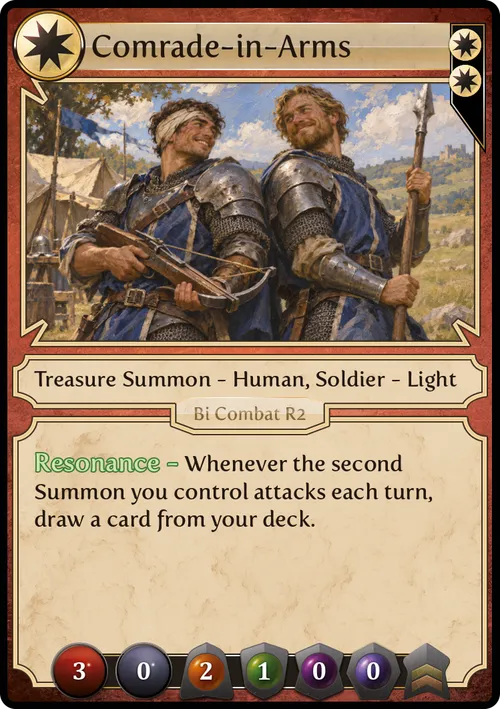 Comrade-in-Arms
Treasure Summon - Human, Soldier - Light
Bi Combat R2
Resonance - Whenever the second
Summon you control attacks each turn,
draw a card from your deck.
3* 0* 2 1 0 0